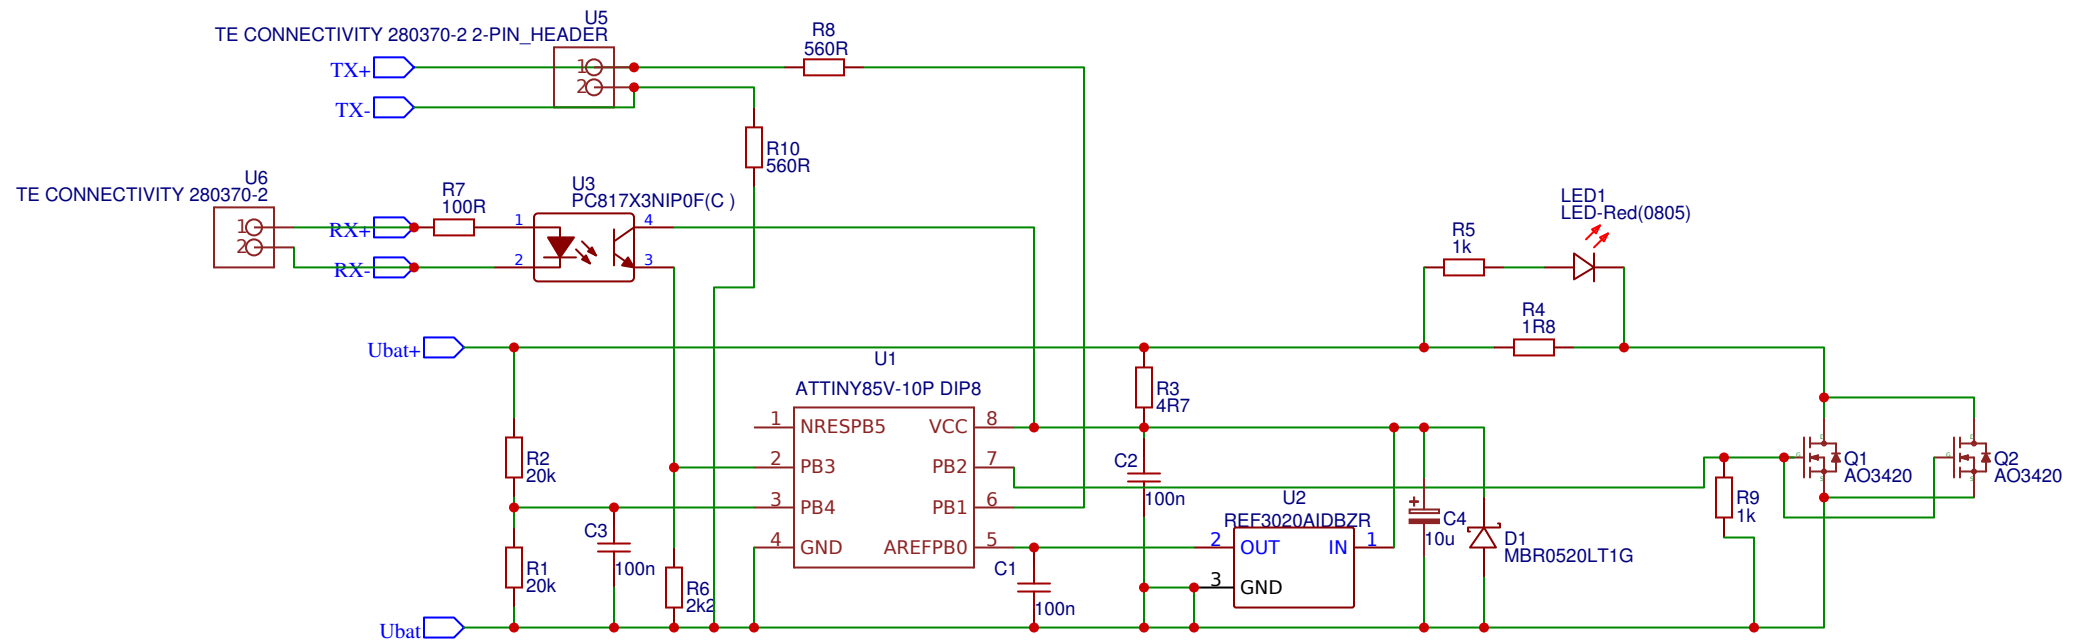 U5
TE CONNECTIVITY 280370-2 2-PIN_HEADER
TX+
1
2
TX-
R8
560R
R10
560R
U6
TE CONNECTIVITY 280370-2
1
2
RX+
RX-
R7
100R
U3
PC817X3NIP0F(C )
1
2
4
3
LED1
LED-Red(0805)
R5
1k
R4
1R8
Ubat+
U1
ATTINY85V-10P DIP8
1 NRESPB5 VCC 8
2 PB3 PB2 7
3 PB4 PB1 6
4 GND AREFPB0 5
R3
4R7
R2
20k
R1
20k
C3
100n
R6
2k2
C1
100n
C2
100n
U2
REF3020AIDBZR
2 OUT IN 1
3 GND
+
C4
10u
D1
MBR0520LT1G
R9
1k
Q1
AO3420
Q2
AO3420
Ubat